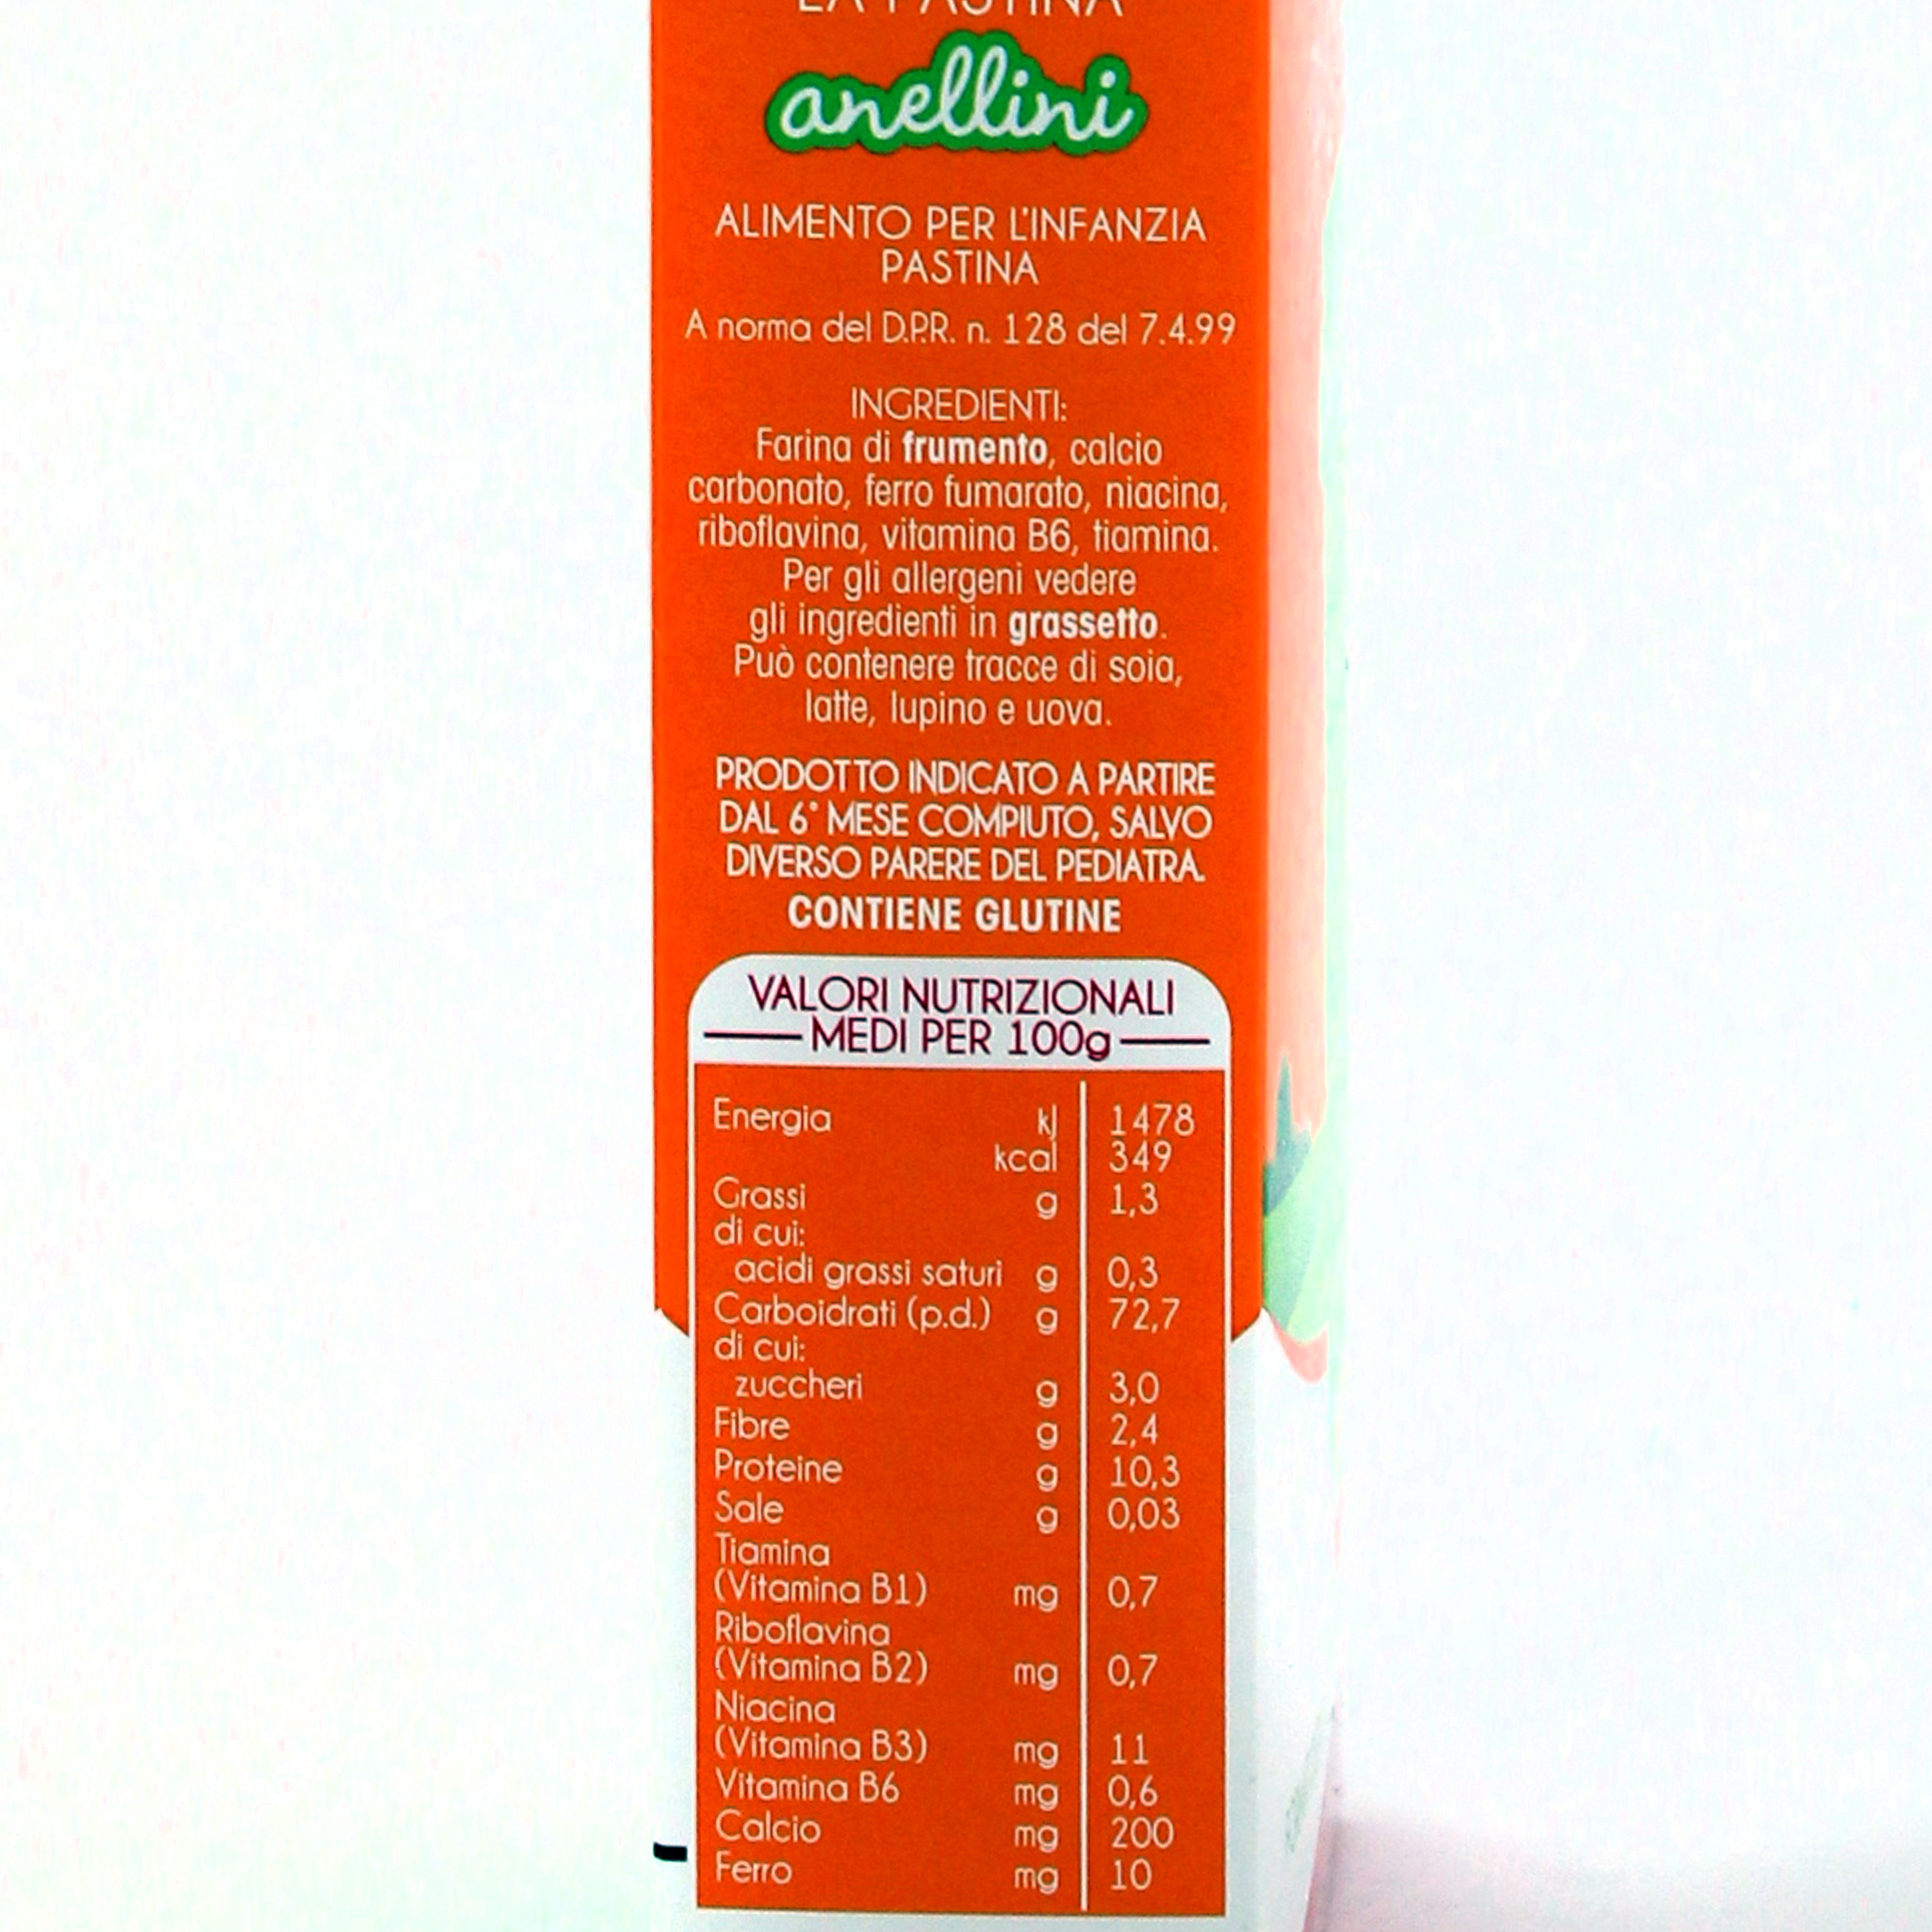 LA PASTINA
anellini
ALIMENTO PER L'INFANZIA
PASTINA
A norma del D.P.R. n. 128 del 7.4.99
INGREDIENTI:
Farina di frumento, calcio
carbonato, ferro fumarato, niacina,
riboflavina, vitamina B6, tiamina.
Per gli allergeni vedere
gli ingredienti in grassetto.
Può contenere tracce di soia,
latte, lupino e uova.
PRODOTTO INDICATO A PARTIRE
DAL 6° MESE COMPIUTO, SALVO
DIVERSO PARERE DEL PEDIATRA.
CONTIENE GLUTINE
VALORI NUTRIZIONALI
MEDI PER 100g
Energia kJ 1478
kcal 349
Grassi g 1,3
di cui:
acidi grassi saturi g 0,3
Carboidrati (p.d.) g 72,7
di cui:
zuccheri g 3,0
Fibre g 2,4
Proteine g 10,3
Sale g 0,03
Tiamina
(Vitamina B1) mg 0,7
Riboflavina
(Vitamina B2) mg 0,7
Niacina
(Vitamina B3) mg 11
Vitamina B6 mg 0,6
Calcio mg 200
Ferro mg 10